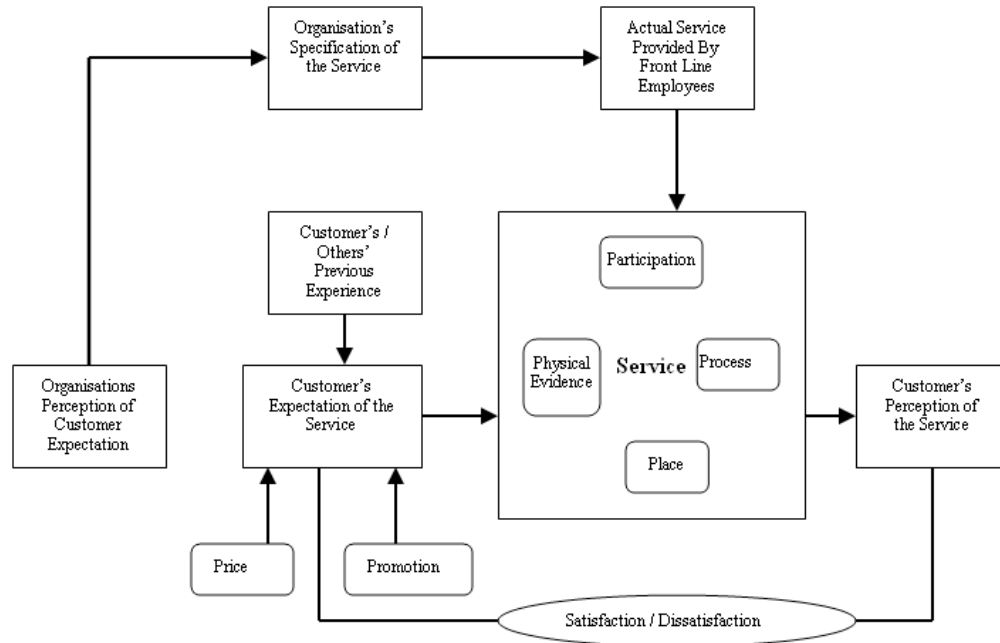 Organisation's
Specification of
the Service
Actual Service
Provided By
Front Line
Employees
Customer's /
Others'
Previous
Experience
Participation
Physical
Evidence
Service
Process
Place
Organisations
Perception of
Customer
Expectation
Customer's
Expectation of the
Service
Customer's
Perception of
the Service
Price
Promotion
Satisfaction / Dissatisfaction